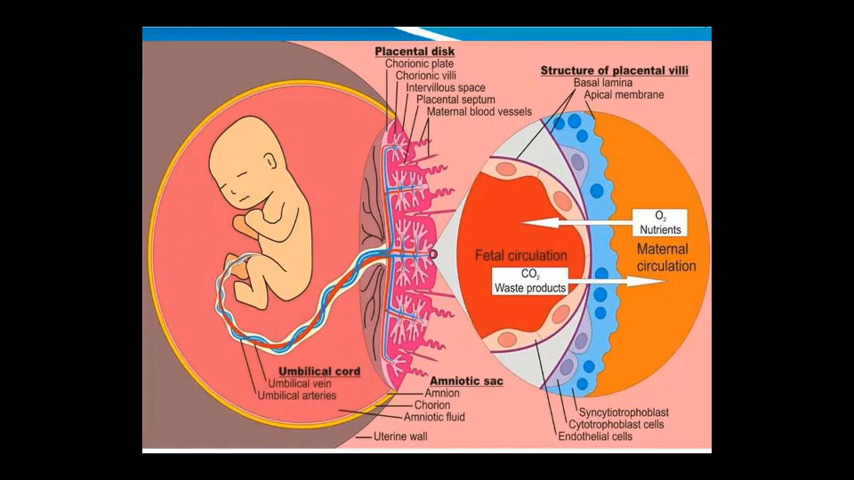 Placental disk
Chorionic plate
Chorionic villi
Intervillous space
Placental septum
Maternal blood vessels
Structure of placental villi
Basal lamina
Apical membrane
O2
Nutrients
Fetal circulation
Maternal
circulation
CO2
Waste products
Umbilical cord
Umbilical vein
Umbilical arteries
Amniotic sac
Amnion
Chorion
Amniotic fluid
Uterine wall
Syncytiotrophoblast
Cytotrophoblast cells
Endothelial cells